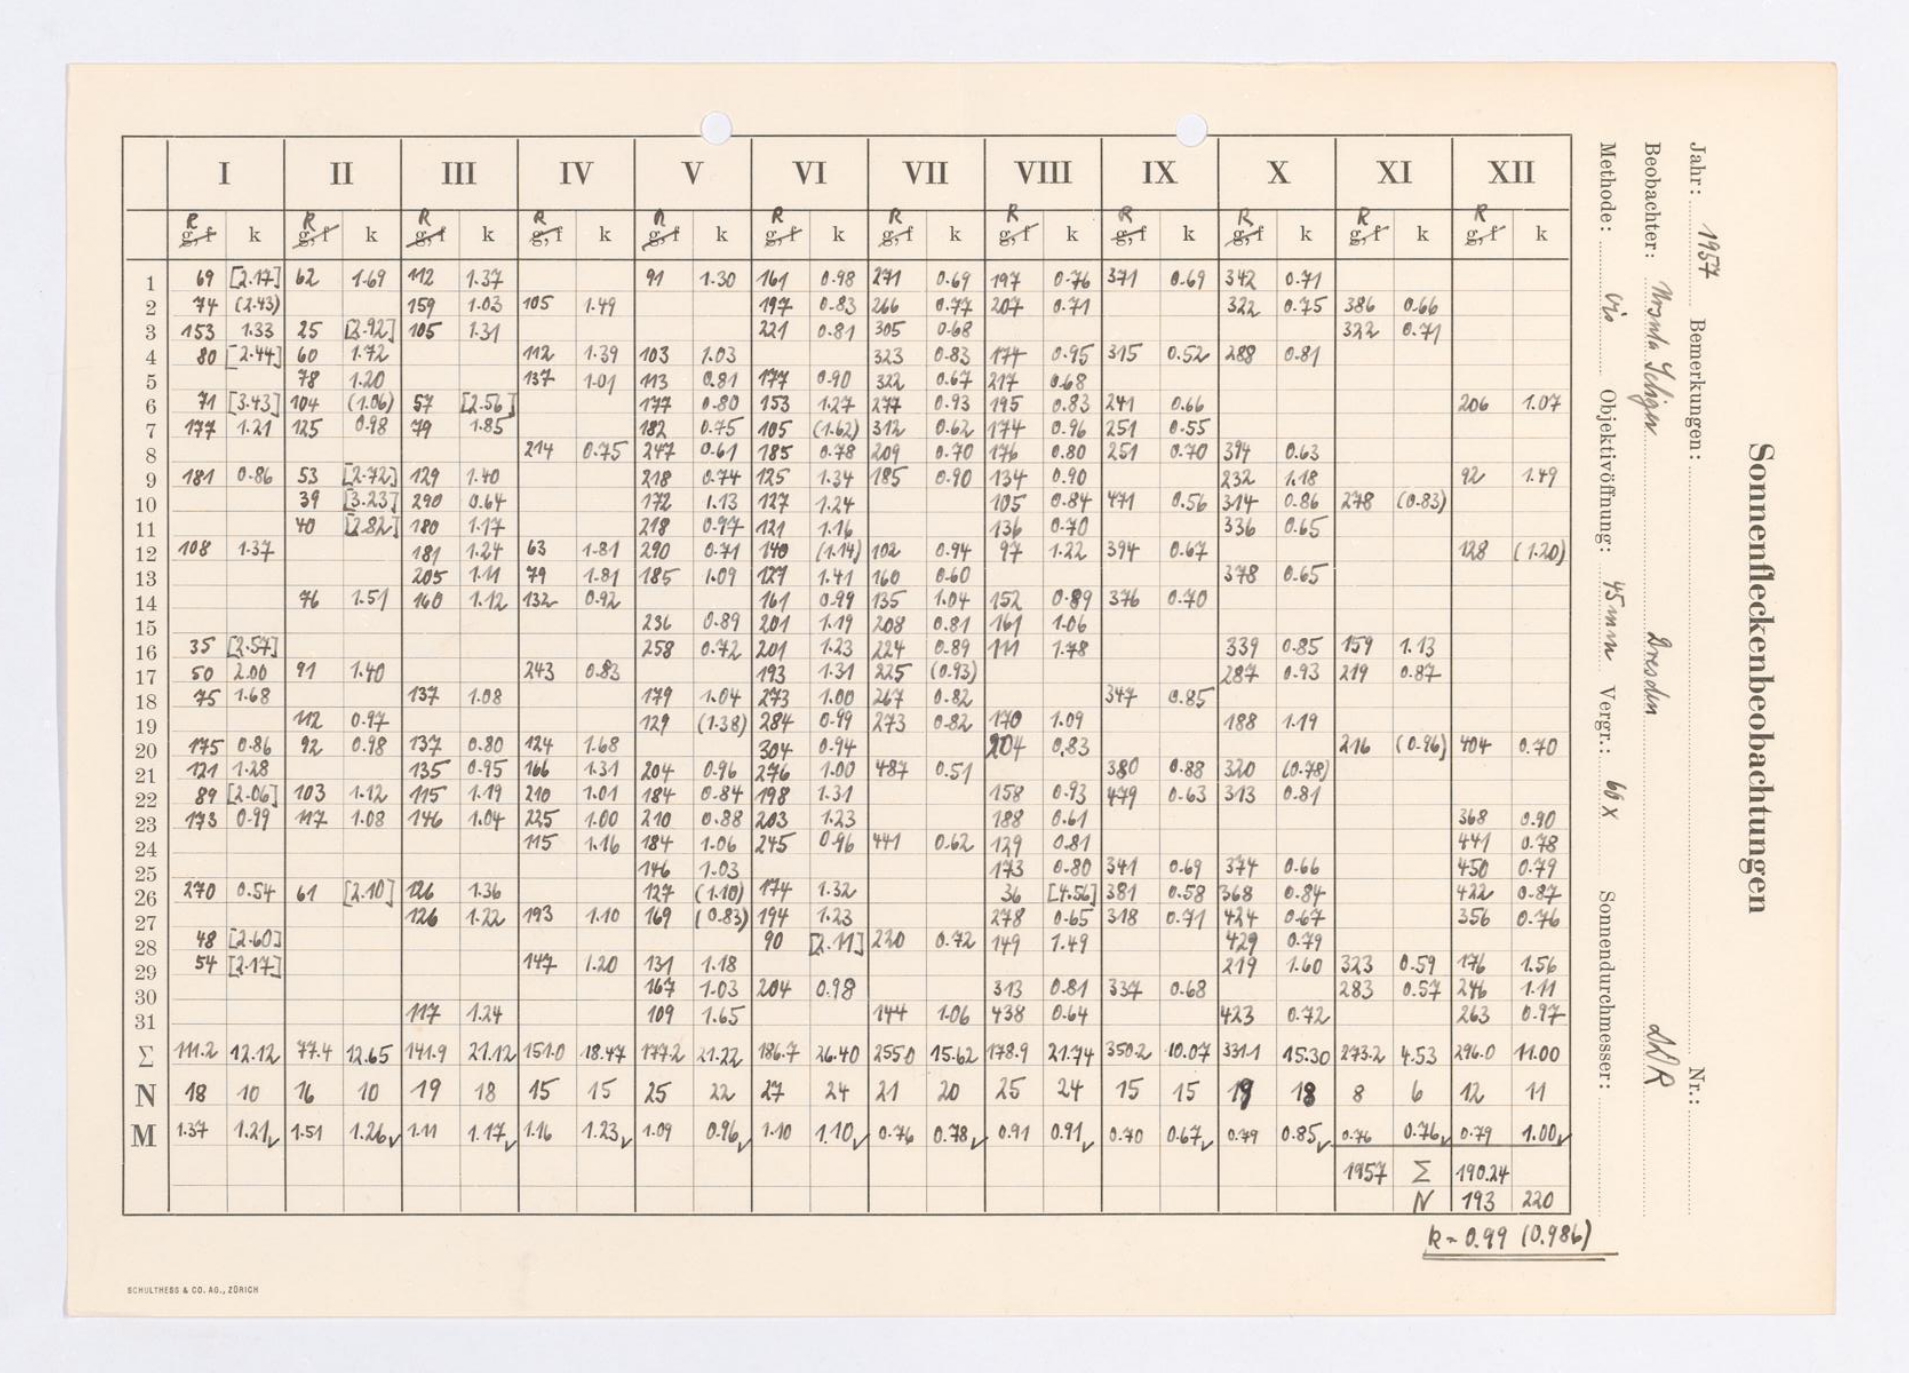 Sonnenfleckenbeobachtungen
Jahr: 1957 Bemerkungen: Nr.:
Beobachter: Dresden DDR
Methode: vis Objektivöffnung: 45 mm Vergr.: 66 x Sonnendurchmesser:
I II III IV V VI VII VIII IX X XI XII
R R R R R R R R R R R R
g, f k g, f k g, f k g, f k g, f k g, f k g, f k g, f k g, f k g, f k g, f k g, f k
1 69 [2.17] 62 1.69 112 1.37 91 1.30 161 0.98 271 0.69 197 0.76 371 0.69 342 0.71
2 74 (2.43) 159 1.03 105 1.49 197 0.83 266 0.77 207 0.71 322 0.75 386 0.66
3 153 1.33 25 [2.92] 105 1.31 221 0.81 305 0.68 322 0.71
4 80 [2.44] 60 1.72 112 1.39 103 1.03 323 0.83 174 0.95 315 0.52 288 0.81
5 78 1.20 137 1.01 113 0.81 177 0.90 322 0.67 217 0.68
6 71 [3.43] 104 (1.06) 57 [2.56] 177 0.80 153 1.27 277 0.93 195 0.83 241 0.66 206 1.07
7 177 1.21 125 0.98 79 1.85 182 0.75 105 (1.62) 312 0.62 174 0.96 251 0.55
8 214 0.75 247 0.61 185 0.78 209 0.70 176 0.80 251 0.70 394 0.63
9 181 0.86 53 [2.72] 129 1.40 218 0.74 125 1.34 185 0.90 134 0.90 232 1.18 92 1.49
10 39 [3.23] 290 0.64 172 1.13 127 1.24 105 0.84 471 0.56 314 0.86 278 (0.83)
11 40 [2.82] 180 1.17 218 0.97 121 1.16 136 0.70 336 0.65
12 108 1.37 181 1.24 63 1.81 290 0.71 140 (1.14) 102 0.94 97 1.22 394 0.67 128 (1.20)
13 205 1.11 79 1.81 185 1.09 127 1.41 160 0.60 378 0.65
14 76 1.51 160 1.12 132 0.92 161 0.99 135 1.04 152 0.89 376 0.70
15 236 0.89 201 1.19 208 0.81 161 1.06
16 35 [2.57] 258 0.72 201 1.23 224 0.89 111 1.78 339 0.85 159 1.13
17 50 2.00 91 1.40 243 0.83 193 1.31 225 (0.93) 287 0.93 219 0.87
18 75 1.68 137 1.08 179 1.04 273 1.00 267 0.82 347 0.85
19 112 0.97 129 (1.38) 284 0.99 273 0.82 170 1.09 188 1.19
20 175 0.86 92 0.98 137 0.80 124 1.68 304 0.94 204 0.83 216 (0.96) 404 0.70
21 121 1.28 135 0.95 166 1.31 204 0.96 276 1.00 487 0.51 380 0.88 320 (0.78)
22 89 [2.06] 103 1.12 115 1.19 210 1.01 184 0.84 198 1.31 158 0.93 479 0.63 313 0.81
23 173 0.99 117 1.08 146 1.04 225 1.00 210 0.88 203 1.23 188 0.61 368 0.90
24 115 1.16 184 1.06 245 0.96 441 0.62 129 0.81 441 0.78
25 146 1.03 173 0.80 341 0.69 374 0.66 450 0.79
26 270 0.54 61 [2.10] 126 1.36 127 (1.10) 174 1.32 36 [4.56] 381 0.58 368 0.84 422 0.87
27 126 1.22 193 1.10 169 (0.83) 194 1.23 278 0.65 318 0.71 424 0.67 356 0.76
28 48 [2.60] 90 [2.11] 220 0.72 149 1.49 429 0.79
29 54 [2.17] 147 1.20 131 1.18 219 1.60 323 0.59 176 1.56
30 167 1.03 204 0.98 313 0.81 337 0.68 283 0.57 246 1.11
31 117 1.24 109 1.65 144 1.06 438 0.64 423 0.72 263 0.97
Σ 111.2 12.12 77.4 12.65 141.9 21.12 151.0 18.47 177.2 21.22 186.7 26.40 255.0 15.62 178.9 21.74 350.2 10.07 331.1 15.30 273.2 4.53 296.0 11.00
N 18 10 16 10 19 18 15 15 25 22 27 24 21 20 25 24 15 15 19 18 8 6 12 11
M 1.37 1.21✓ 1.51 1.26✓ 1.11 1.17✓ 1.16 1.23✓ 1.09 0.96✓ 1.10 1.10✓ 0.76 0.78✓ 0.91 0.91✓ 0.70 0.67✓ 0.79 0.85✓ 0.76 0.76✓ 0.79 1.00✓
1957 Σ 190.24
N 193 220
k = 0.99 (0.986)
SCHULTHESS & CO. AG., ZÜRICH